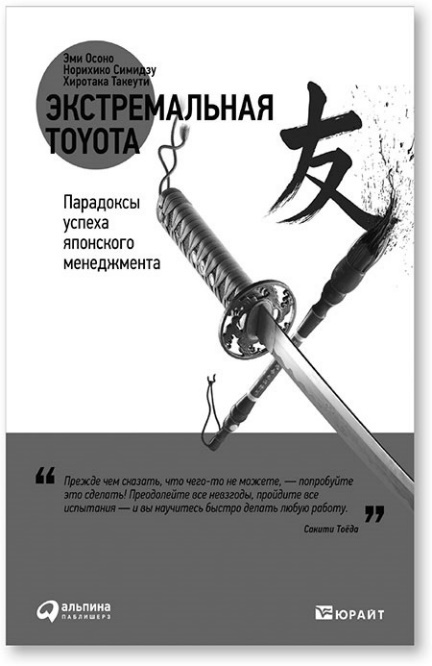 Эми Осоно
Норихико Симидзу
Хиротака Такеути
ЭКСТРЕМАЛЬНАЯ
TOYOTA
友
Парадоксы
успеха
японского
менеджмента
“ Прежде чем сказать, что чего-то не можете, — попробуйте
это сделать! Преодолейте все невзгоды, пройдите все
испытания — и вы научитесь быстро делать любую работу. ”
Сакити Тоёда
альпина
ПАБЛИШЕРЗ
ЮРАЙТ